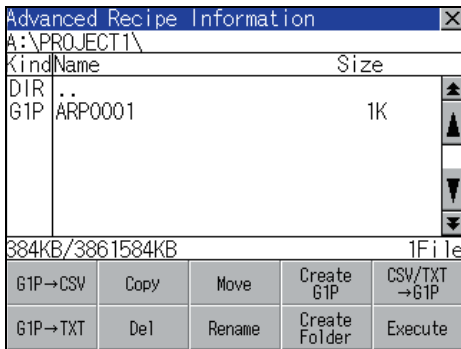 Advanced Recipe Information ×
A:\PROJECT1\
Kind Name Size
DIR ..
G1P ARP0001 1K
384KB/3861584KB 1File
G1P→CSV Copy Move Create G1P CSV/TXT→G1P
G1P→TXT Del Rename Create Folder Execute